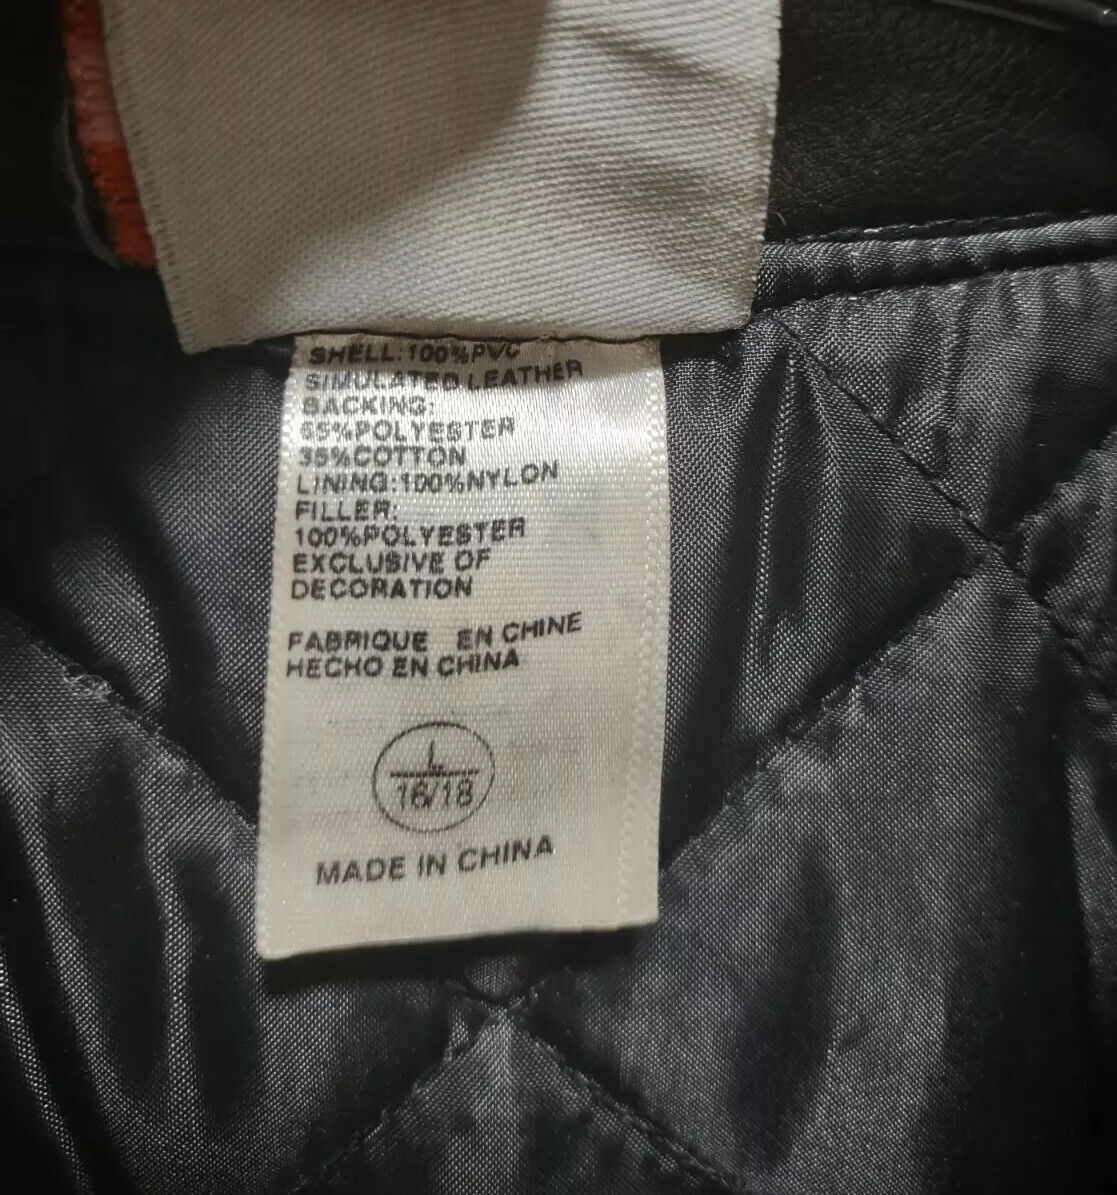 SHELL:100%PVC
SIMULATED LEATHER
BACKING:
65%POLYESTER
35%COTTON
LINING:100%NYLON
FILLER:
100%POLYESTER
EXCLUSIVE OF
DECORATION
FABRIQUE EN CHINE
HECHO EN CHINA
L
16/18
MADE IN CHINA